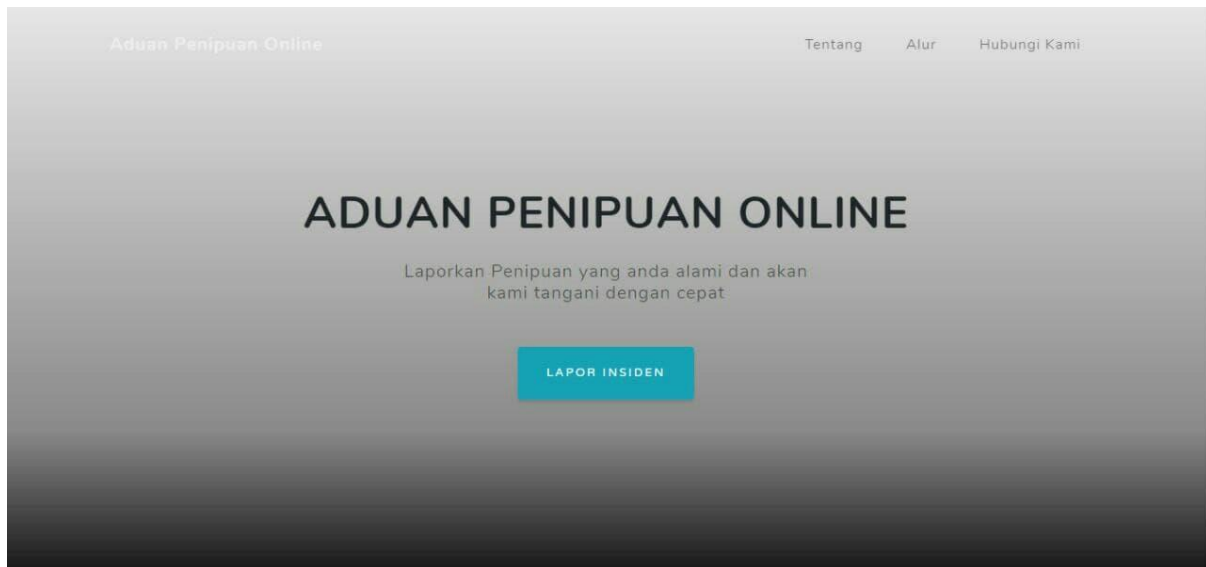 Aduan Penipuan Online
Tentang Alur Hubungi Kami
ADUAN PENIPUAN ONLINE
Laporkan Penipuan yang anda alami dan akan
kami tangani dengan cepat
LAPOR INSIDEN